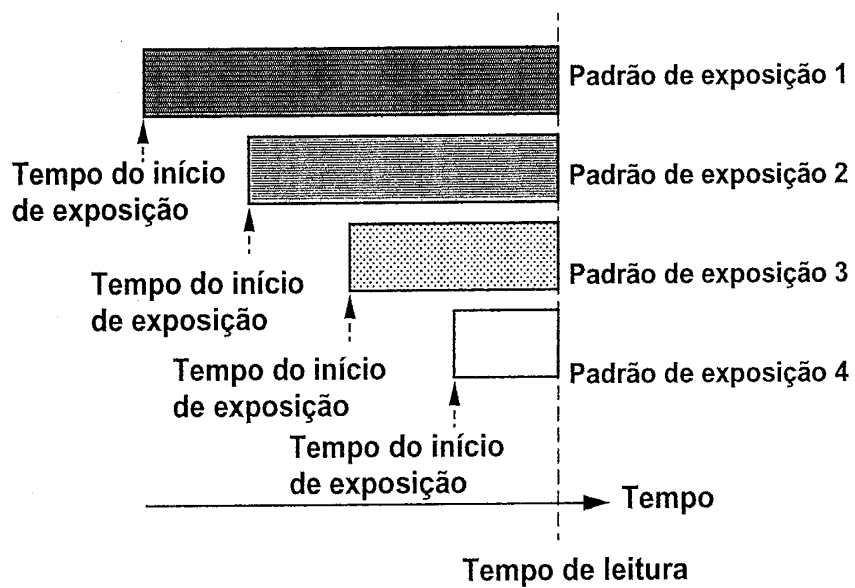 Padrão de exposição 1
Tempo do início
de exposição
Padrão de exposição 2
Tempo do início
de exposição
Padrão de exposição 3
Tempo do início
de exposição
Padrão de exposição 4
Tempo do início
de exposição
Tempo
Tempo de leitura